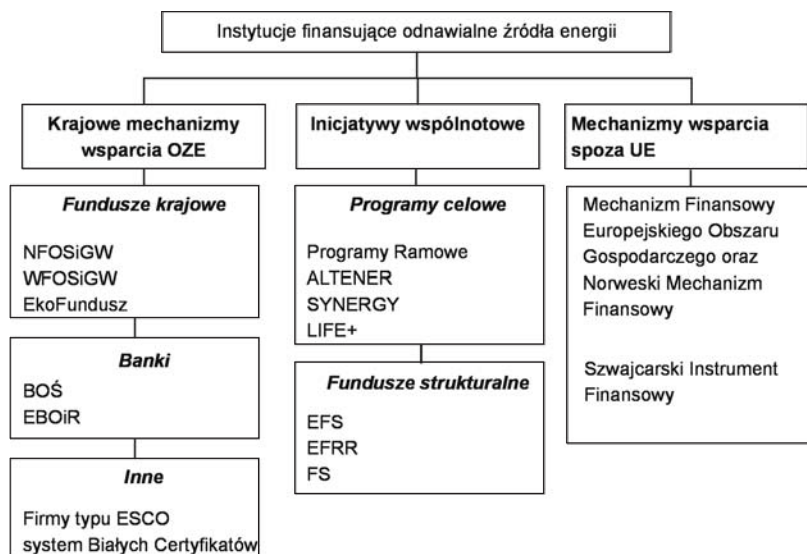 Instytucje finansujące odnawialne źródła energii
Krajowe mechanizmy
wsparcia OZE
Fundusze krajowe
NFOSiGW
WFOSiGW
EkoFundusz
Banki
BOŚ
EBOiR
Inne
Firmy typu ESCO
system Białych Certyfikatów
Inicjatywy wspólnotowe
Programy celowe
Programy Ramowe
ALTENER
SYNERGY
LIFE+
Fundusze strukturalne
EFS
EFRR
FS
Mechanizmy wsparcia
spoza UE
Mechanizm Finansowy
Europejskiego Obszaru
Gospodarczego oraz
Norweski Mechanizm
Finansowy
Szwajcarski Instrument
Finansowy